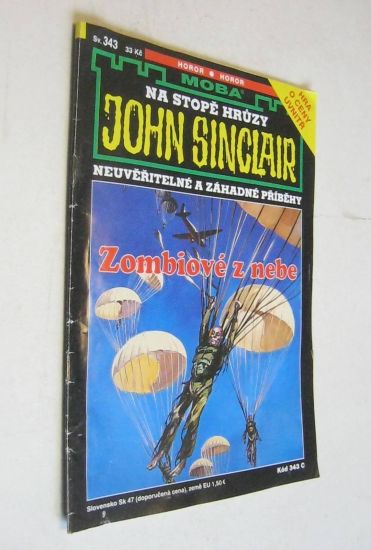 Sv. 343 33 Kč
HOROR HOROR
MOBA
HRA
O CENY
UVNITŘ
NA STOPĚ HRŮZY
JOHN SINCLAIR
NEUVĚŘITELNÉ A ZÁHADNÉ PŘÍBĚHY
Zombiové z nebe
Kód 343 C
Slovensko Sk 47 (doporučená cena), země EU 1,50 €